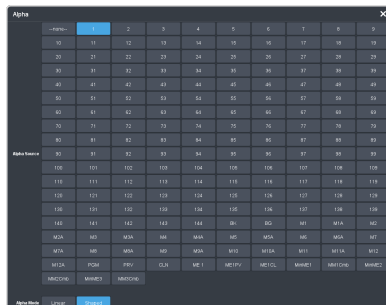 Alpha
--none-- 1 2 3 4 5 6 7 8 9
10 11 12 13 14 15 16 17 18 19
20 21 22 23 24 25 26 27 28 29
30 31 32 33 34 35 36 37 38 39
40 41 42 43 44 45 46 47 48 49
50 51 52 53 54 55 56 57 58 59
60 61 62 63 64 65 66 67 68 69
70 71 72 73 74 75 76 77 78 79
80 81 82 83 84 85 86 87 88 89
Alpha Source 90 91 92 93 94 95 96 97 98 99
100 101 102 103 104 105 106 107 108 109
110 111 112 113 114 115 116 117 118 119
120 121 122 123 124 125 126 127 128 129
130 131 132 133 134 135 136 137 138 139
140 141 142 143 144 BK BG M1 M1A M2
M2A M3 M3A M4 M4A M5 M5A M6 M6A M7
M7A M8 M8A M9 M9A M10 M10A M11 M11A M12
M12A PGM PRV CLN ME 1 ME1PV ME1CL MnME1 MM1Cmb MnME2
MM2Cmb MnME3 MM3Cmb
Alpha Mode Linear Shaped